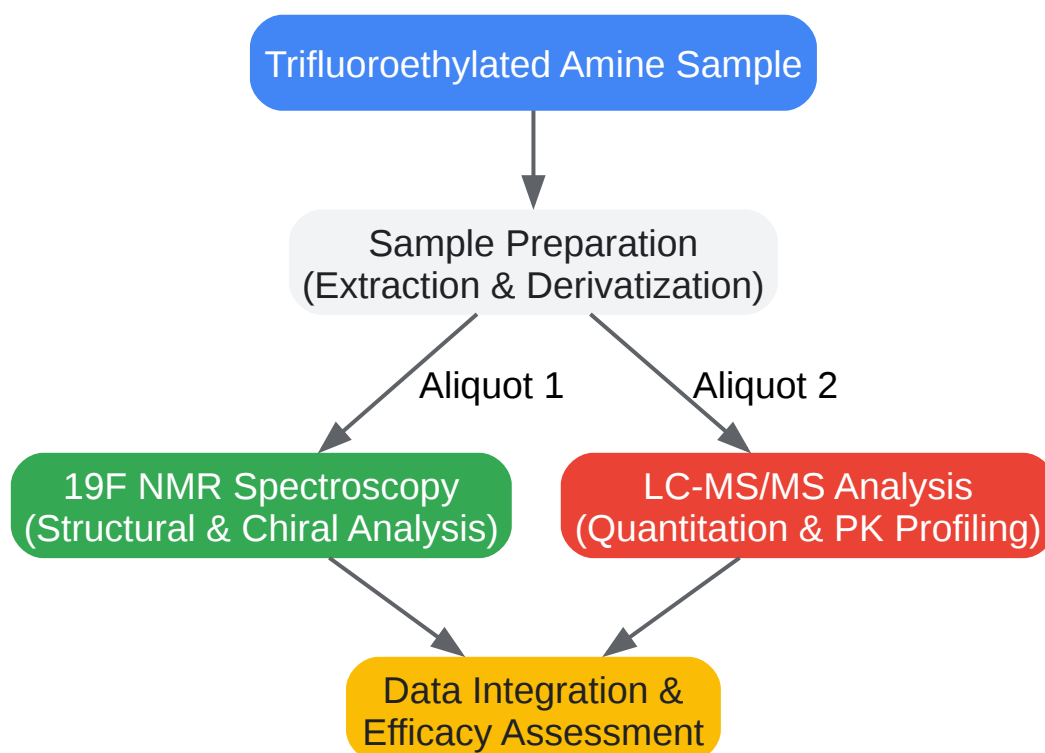 Trifluoroethylated Amine Sample
Sample Preparation
(Extraction & Derivatization)
Aliquot 1
Aliquot 2
19F NMR Spectroscopy
(Structural & Chiral Analysis)
LC-MS/MS Analysis
(Quantitation & PK Profiling)
Data Integration &
Efficacy Assessment